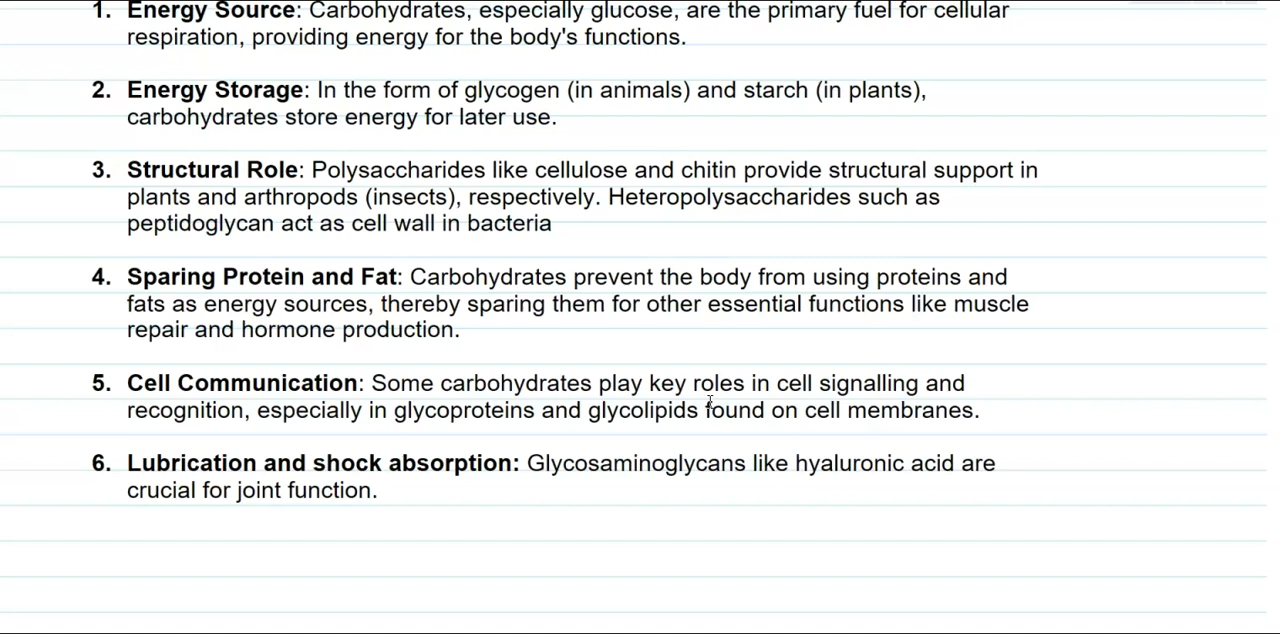 1. Energy Source: Carbohydrates, especially glucose, are the primary fuel for cellular
respiration, providing energy for the body's functions.
2. Energy Storage: In the form of glycogen (in animals) and starch (in plants),
carbohydrates store energy for later use.
3. Structural Role: Polysaccharides like cellulose and chitin provide structural support in
plants and arthropods (insects), respectively. Heteropolysaccharides such as
peptidoglycan act as cell wall in bacteria
4. Sparing Protein and Fat: Carbohydrates prevent the body from using proteins and
fats as energy sources, thereby sparing them for other essential functions like muscle
repair and hormone production.
5. Cell Communication: Some carbohydrates play key roles in cell signalling and
recognition, especially in glycoproteins and glycolipids found on cell membranes.
6. Lubrication and shock absorption: Glycosaminoglycans like hyaluronic acid are
crucial for joint function.